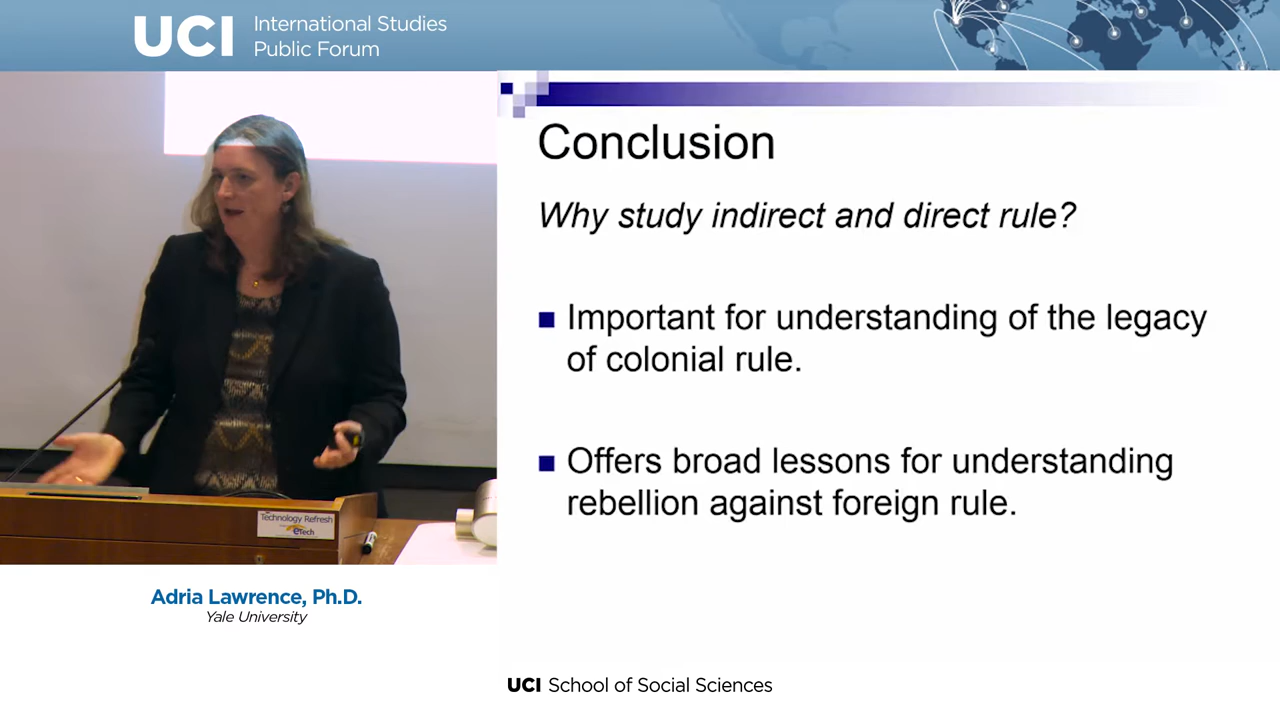 UCI International Studies
Public Forum
Conclusion
Why study indirect and direct rule?
Important for understanding of the legacy
of colonial rule.
Offers broad lessons for understanding
rebellion against foreign rule.
Technology Refresh
eTech
Adria Lawrence, Ph.D.
Yale University
UCI School of Social Sciences